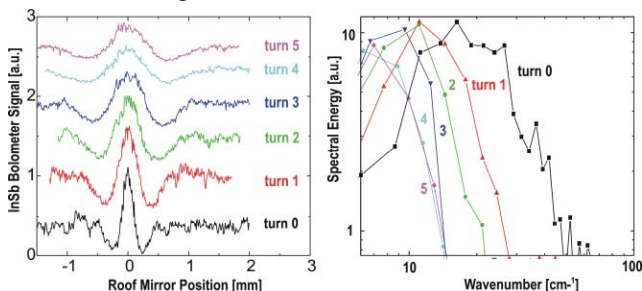 InSb Bolometer Signal [a.u.]
3
2
1
0
turn 5
turn 4
turn 3
turn 2
turn 1
turn 0
-1
0
1
2
3
Roof Mirror Position [mm]
Spectral Energy [a.u.]
10
1
turn 0
turn 1
2
3
4
5
10
100
Wavenumber [cm-1]